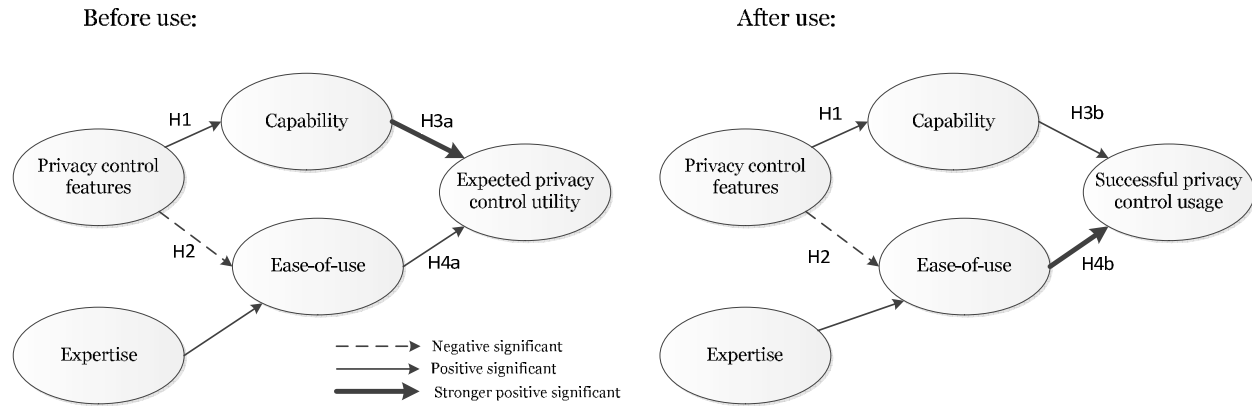 Before use:
H1
Capability
H3a
Privacy control
features
Expected privacy
control utility
H2
Ease-of-use
H4a
Expertise
Negative significant
Positive significant
Stronger positive significant
After use:
H1
Capability
H3b
Privacy control
features
Successful privacy
control usage
H2
Ease-of-use
H4b
Expertise